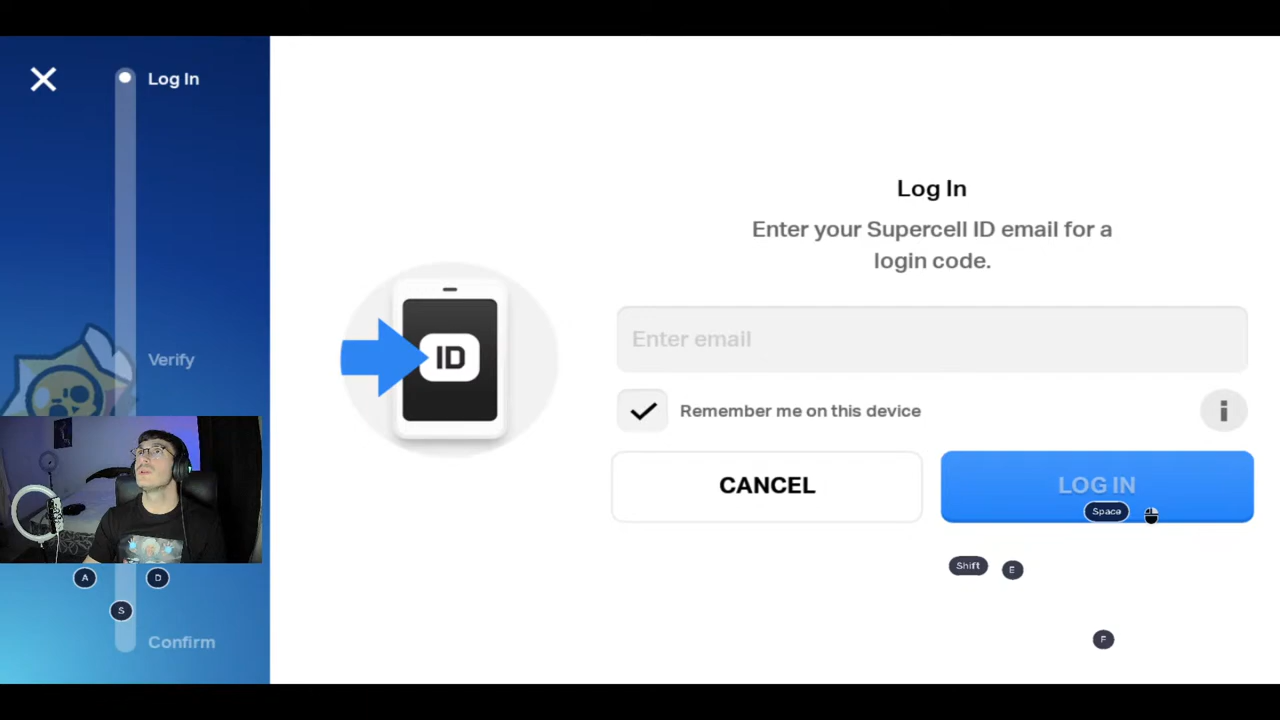 Log In
Verify
Confirm
Log In
Enter your Supercell ID email for a
login code.
ID
Enter email
Remember me on this device
i
CANCEL
LOG IN
Space
Shift
E
F
A
D
S